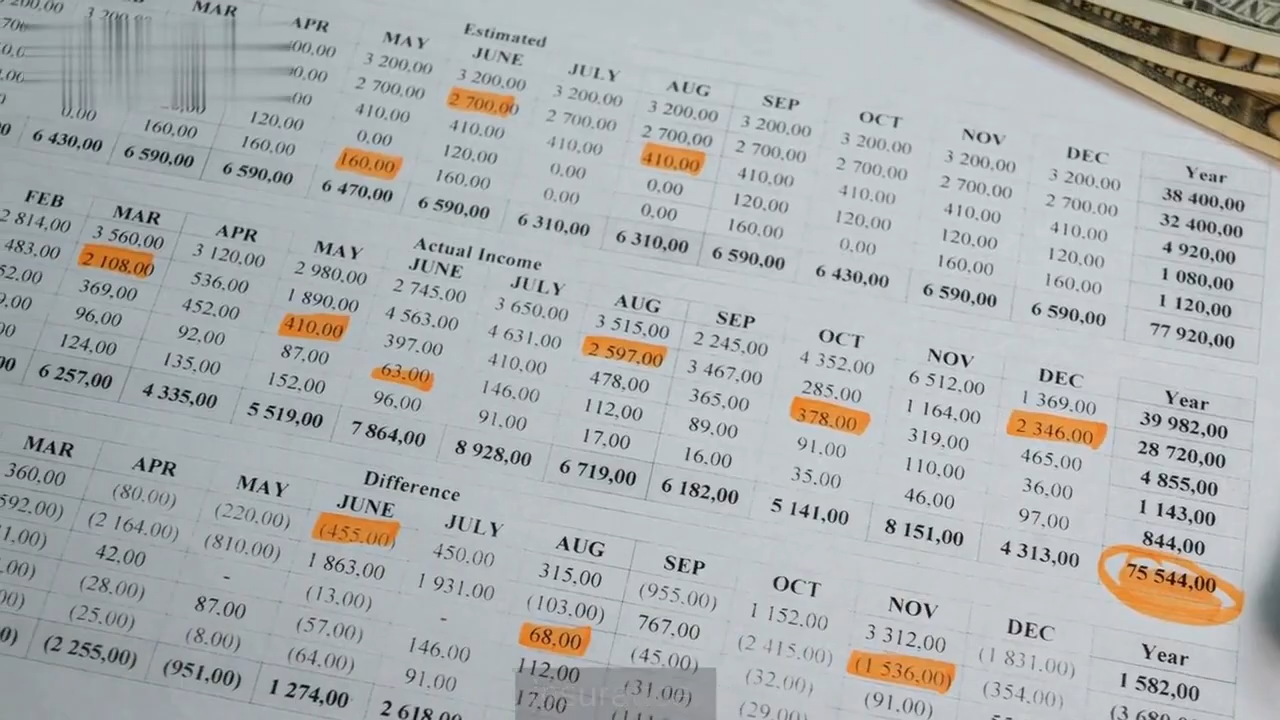 MAR APR MAY JUNE JULY AUG SEP OCT NOV DEC Year
Estimated
3 200,00 3 200,00 3 200,00 3 200,00 3 200,00 3 200,00 3 200,00 3 200,00 38 400,00
2 700,00 2 700,00 2 700,00 2 700,00 2 700,00 2 700,00 2 700,00 2 700,00 32 400,00
410,00 410,00 410,00 410,00 410,00 410,00 410,00 410,00 4 920,00
120,00 0,00 120,00 0,00 0,00 120,00 120,00 120,00 120,00 1 080,00
0,00 160,00 160,00 160,00 160,00 0,00 0,00 160,00 0,00 160,00 160,00 1 120,00
6 430,00 6 590,00 6 590,00 6 470,00 6 590,00 6 310,00 6 310,00 6 590,00 6 430,00 6 590,00 6 590,00 77 920,00
Actual Income
FEB MAR APR MAY JUNE JULY AUG SEP OCT NOV DEC Year
2 814,00 3 560,00 3 120,00 2 980,00 2 745,00 3 650,00 3 515,00 2 245,00 4 352,00 6 512,00 1 369,00 39 982,00
483,00 2 108,00 536,00 1 890,00 4 563,00 4 631,00 2 597,00 3 467,00 285,00 1 164,00 2 346,00 28 720,00
369,00 452,00 410,00 397,00 410,00 478,00 365,00 378,00 319,00 465,00 4 855,00
96,00 92,00 87,00 63,00 146,00 112,00 89,00 91,00 110,00 36,00 1 143,00
124,00 135,00 152,00 96,00 91,00 17,00 16,00 35,00 46,00 97,00 844,00
6 257,00 4 335,00 5 519,00 7 864,00 8 928,00 6 719,00 6 182,00 5 141,00 8 151,00 4 313,00 75 544,00
Difference
MAR APR MAY JUNE JULY AUG SEP OCT NOV DEC Year
360,00 (80,00) (220,00) (455,00) 450,00 315,00 (955,00) 1 152,00 3 312,00 (1 831,00) 1 582,00
(2 164,00) (810,00) 1 863,00 1 931,00 (103,00) 767,00 (2 415,00) (1 536,00) (354,00)
42,00 - (13,00) - 68,00 (45,00) (32,00) (91,00)
(28,00) 87,00 (57,00) 146,00 112,00 (31,00) (29,00)
(25,00) (8,00) (64,00) 91,00 17,00
(2 255,00) (951,00) 1 274,00 2 618,00